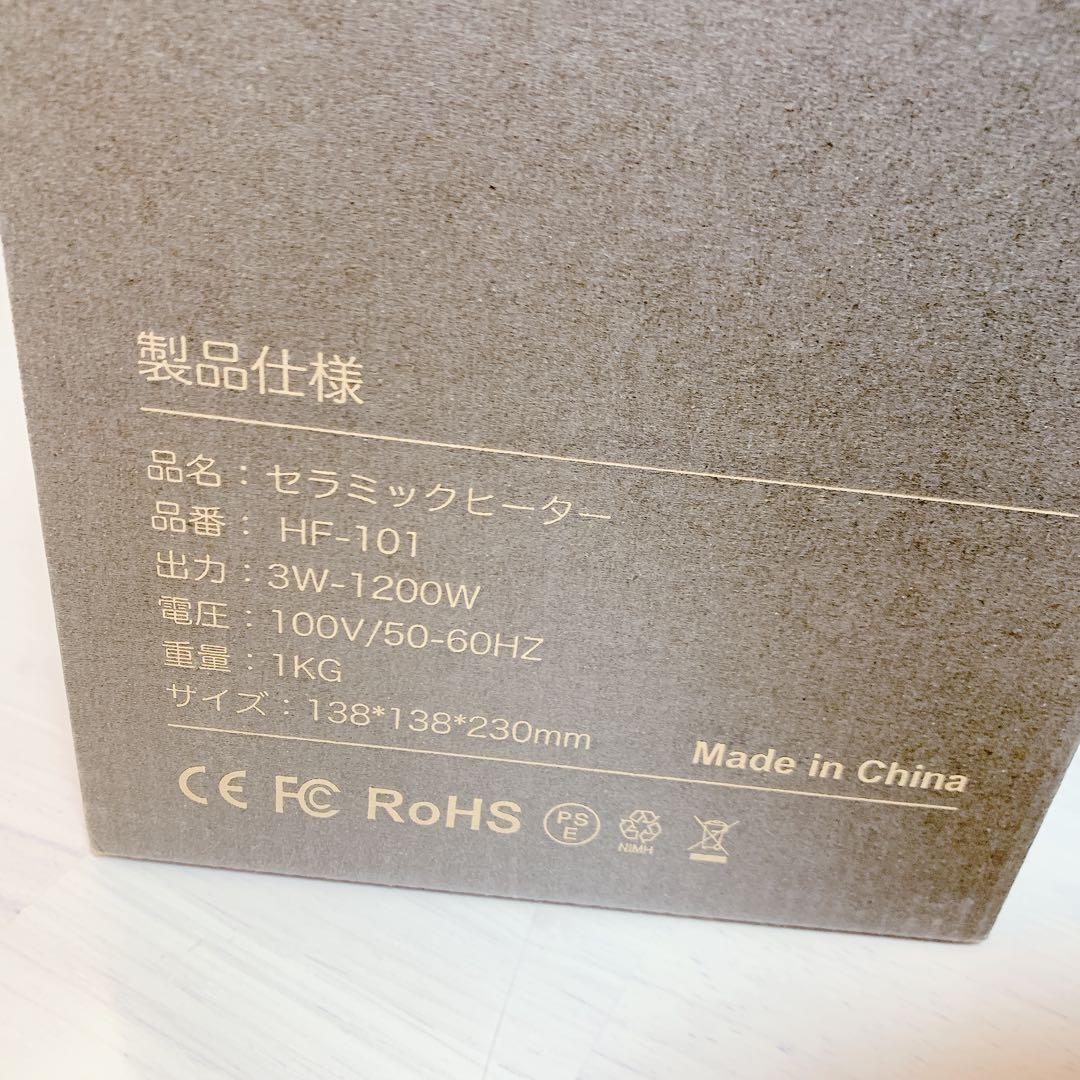 製品仕様
品名：セラミックヒーター
品番： HF-101
出力：3W-1200W
電圧：100V/50-60HZ
重量：1KG
サイズ：138*138*230mm
Made in China
CE FC RoHS PSE NiMH